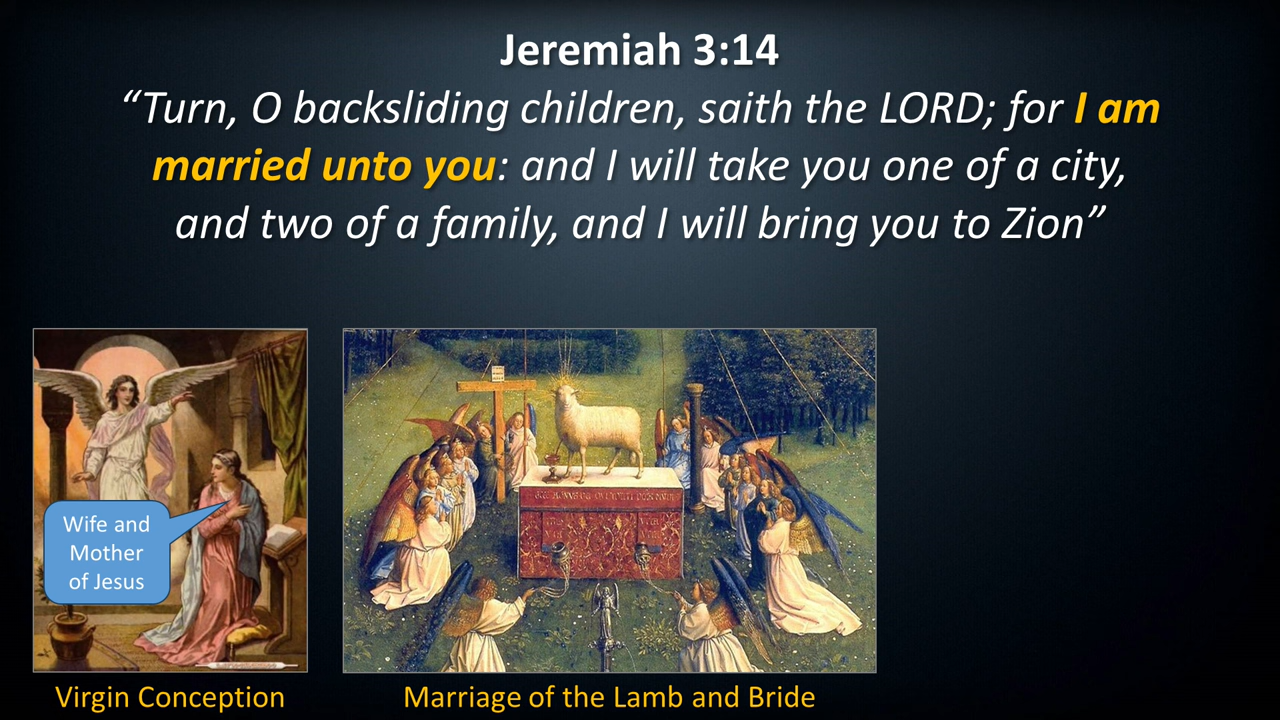 Jeremiah 3:14
“Turn, O backsliding children, saith the LORD; for I am
married unto you: and I will take you one of a city,
and two of a family, and I will bring you to Zion”
Wife and
Mother
of Jesus
Virgin Conception
Marriage of the Lamb and Bride